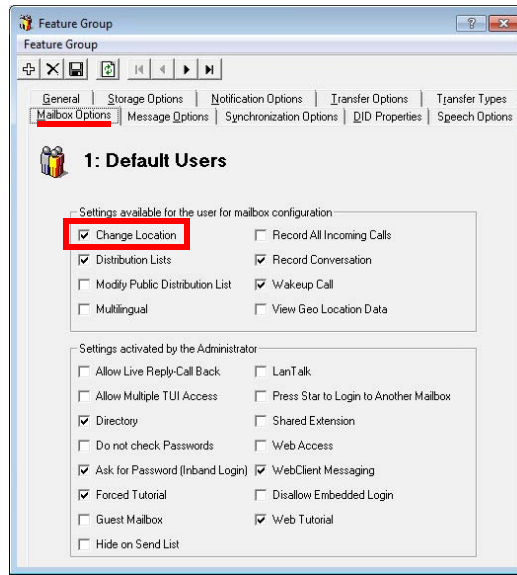 Feature Group
Feature Group
General Storage Options Notification Options Transfer Options Transfer Types
Mailbox Options Message Options Synchronization Options DID Properties Speech Options
1: Default Users
Settings available for the user for mailbox configuration
Change Location Record All Incoming Calls
Distribution Lists Record Conversation
Modify Public Distribution List Wakeup Call
Multilingual View Geo Location Data
Settings activated by the Administrator
Allow Live Reply-Call Back LanTalk
Allow Multiple TUI Access Press Star to Login to Another Mailbox
Directory Shared Extension
Do not check Passwords Web Access
Ask for Password (Inband Login) WebClient Messaging
Forced Tutorial Disallow Embedded Login
Guest Mailbox Web Tutorial
Hide on Send List